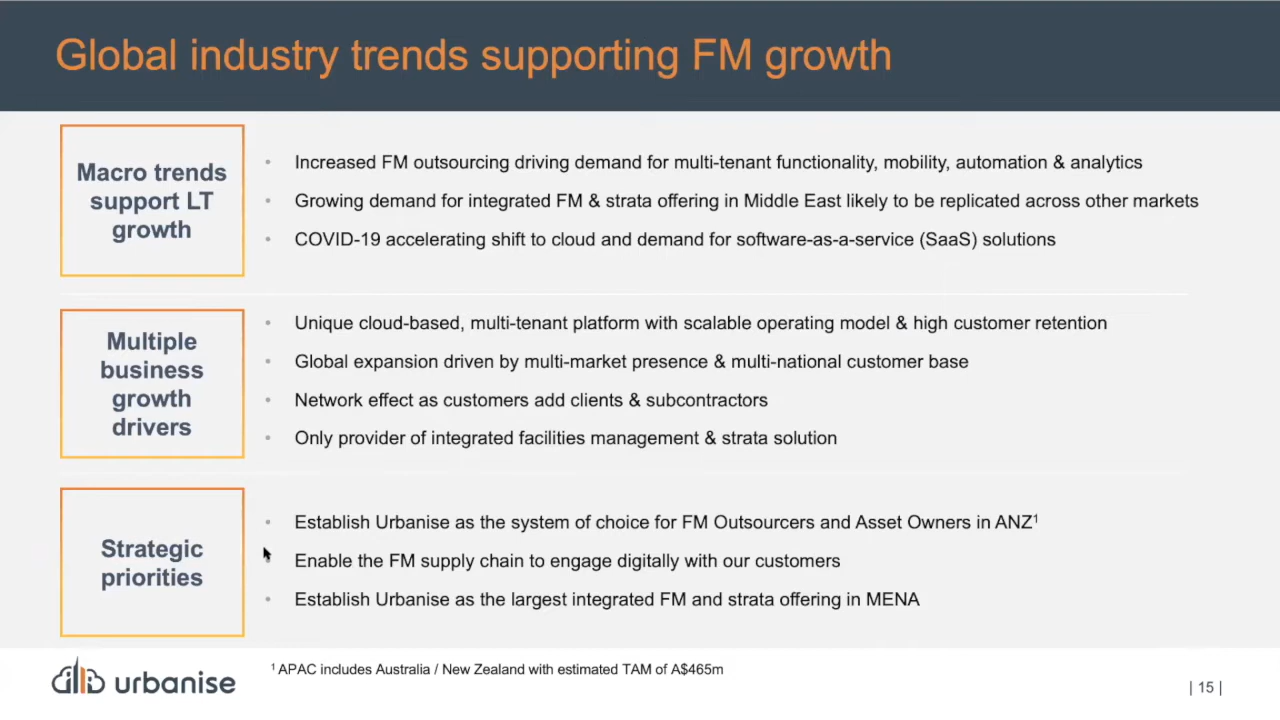 Global industry trends supporting FM growth
Macro trends
support LT
growth
• Increased FM outsourcing driving demand for multi-tenant functionality, mobility, automation & analytics
• Growing demand for integrated FM & strata offering in Middle East likely to be replicated across other markets
• COVID-19 accelerating shift to cloud and demand for software-as-a-service (SaaS) solutions
Multiple
business
growth
drivers
• Unique cloud-based, multi-tenant platform with scalable operating model & high customer retention
• Global expansion driven by multi-market presence & multi-national customer base
• Network effect as customers add clients & subcontractors
• Only provider of integrated facilities management & strata solution
Strategic
priorities
• Establish Urbanise as the system of choice for FM Outsourcers and Asset Owners in ANZ¹
• Enable the FM supply chain to engage digitally with our customers
• Establish Urbanise as the largest integrated FM and strata offering in MENA
urbanise
¹ APAC includes Australia / New Zealand with estimated TAM of A$465m
| 15 |